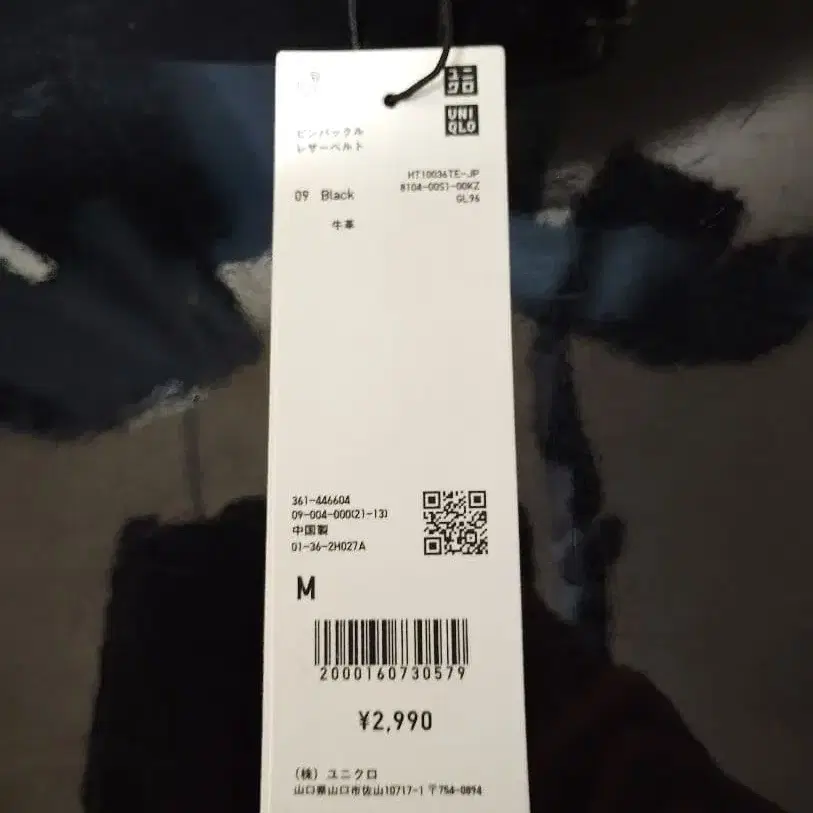 ユニクロ
UNIQLO
ピンバックル
レザーベルト
HT10036TE-JP
09 Black
8104-00S1-00KZ
GL96
牛革
361-446604
09-004-000(21-13)
中国製
01-36-2H027A
M
2000160730579
¥2,990
(株) ユニクロ
山口県山口市佐山10717-1 〒754-0894